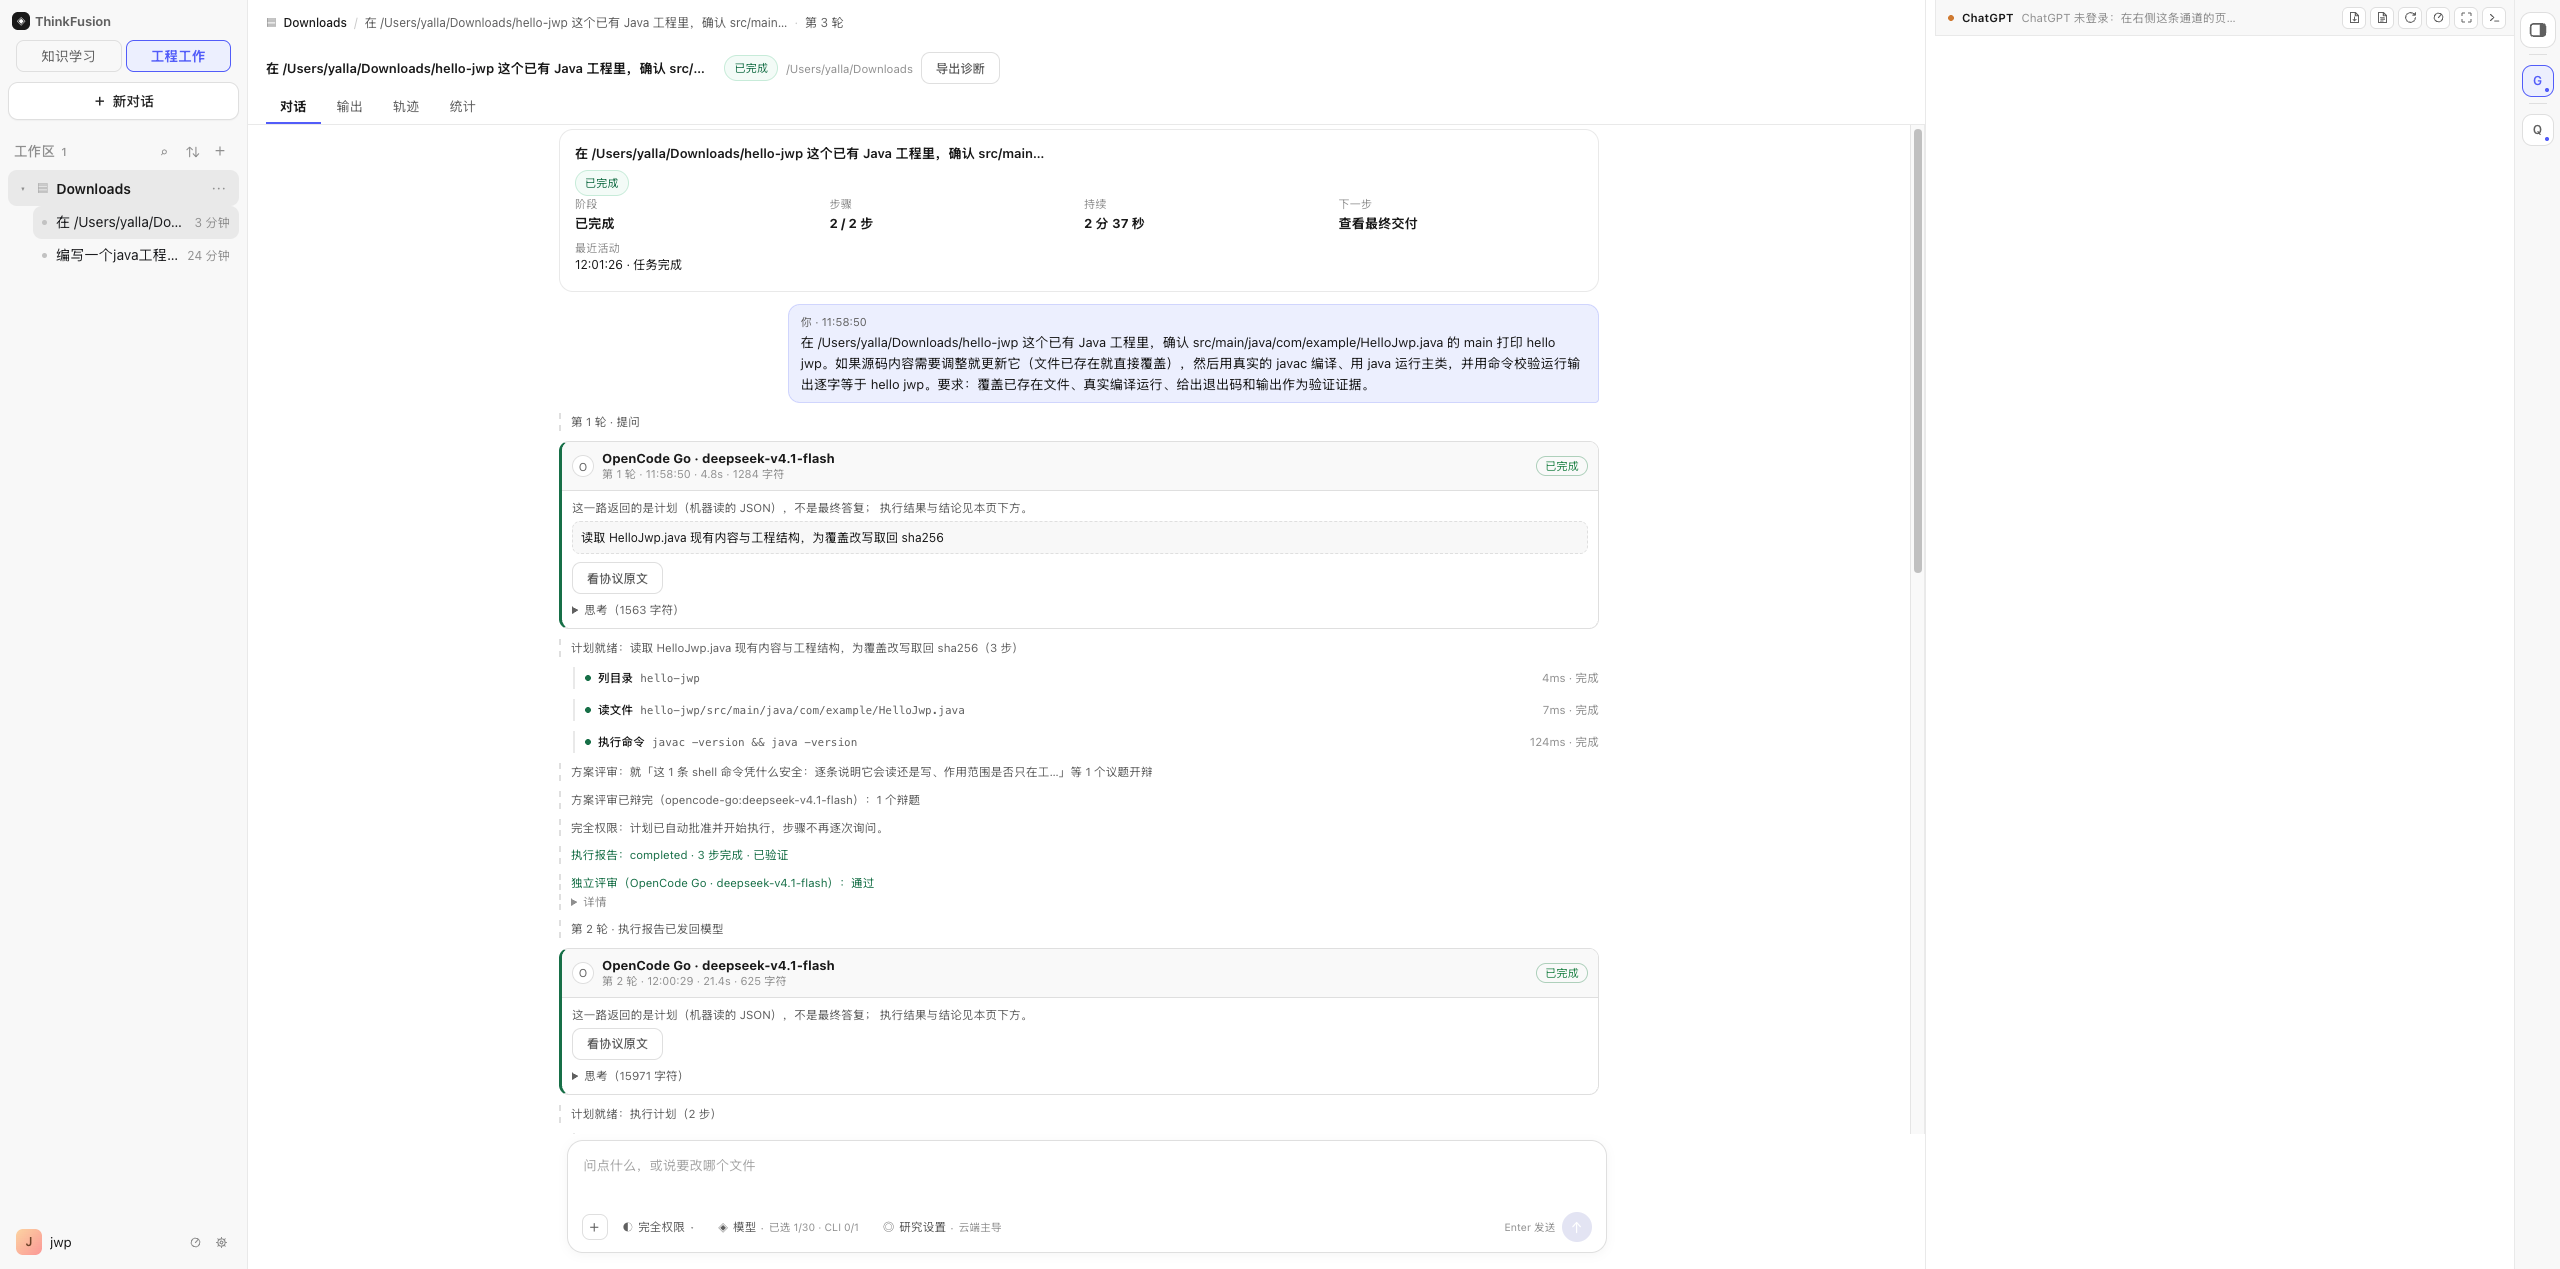 ThinkFusion
知识学习
工程工作
+ 新对话
工作区 1
Downloads
在 /Users/yalla/Do... 3 分钟
编写一个java工程... 24 分钟
J jwp
Downloads / 在 /Users/yalla/Downloads/hello-jwp 这个已有 Java 工程里，确认 src/main... · 第 3 轮
在 /Users/yalla/Downloads/hello-jwp 这个已有 Java 工程里，确认 src/... 已完成 /Users/yalla/Downloads 导出诊断
对话 输出 轨迹 统计
在 /Users/yalla/Downloads/hello-jwp 这个已有 Java 工程里，确认 src/main...
已完成
阶段 步骤 持续 下一步
已完成 2 / 2 步 2 分 37 秒 查看最终交付
最近活动
12:01:26 · 任务完成
你 · 11:58:50
在 /Users/yalla/Downloads/hello-jwp 这个已有 Java 工程里，确认 src/main/java/com/example/HelloJwp.java 的 main 打印 hello
jwp。如果源码内容需要调整就更新它（文件已存在就直接覆盖），然后用真实的 javac 编译、用 java 运行主类，并用命令校验运行输
出逐字等于 hello jwp。要求：覆盖已存在文件、真实编译运行、给出退出码和输出作为验证证据。
第 1 轮 · 提问
O OpenCode Go · deepseek-v4.1-flash
第 1 轮 · 11:58:50 · 4.8s · 1284 字符
已完成
这一路返回的是计划（机器读的 JSON），不是最终答复； 执行结果与结论见本页下方。
读取 HelloJwp.java 现有内容与工程结构，为覆盖改写取回 sha256
看协议原文
思考（1563 字符）
计划就绪：读取 HelloJwp.java 现有内容与工程结构，为覆盖改写取回 sha256（3 步）
列目录 hello-jwp 4ms · 完成
读文件 hello-jwp/src/main/java/com/example/HelloJwp.java 7ms · 完成
执行命令 javac -version && java -version 124ms · 完成
方案评审：就「这 1 条 shell 命令凭什么安全：逐条说明它会读还是写、作用范围是否只在工...」等 1 个议题开辩
方案评审已辩完（opencode-go:deepseek-v4.1-flash）：1 个辩题
完全权限：计划已自动批准并开始执行，步骤不再逐次询问。
执行报告：completed · 3 步完成 · 已验证
独立评审（OpenCode Go · deepseek-v4.1-flash）：通过
详情
第 2 轮 · 执行报告已发回模型
O OpenCode Go · deepseek-v4.1-flash
第 2 轮 · 12:00:29 · 21.4s · 625 字符
已完成
这一路返回的是计划（机器读的 JSON），不是最终答复； 执行结果与结论见本页下方。
看协议原文
思考（15971 字符）
计划就绪：执行计划（2 步）
问点什么，或说要改哪个文件
+ 完全权限 · 模型 · 已选 1/30 · CLI 0/1 研究设置 · 云端主导 Enter 发送
ChatGPT ChatGPT 未登录：在右侧这条通道的页...
G
Q